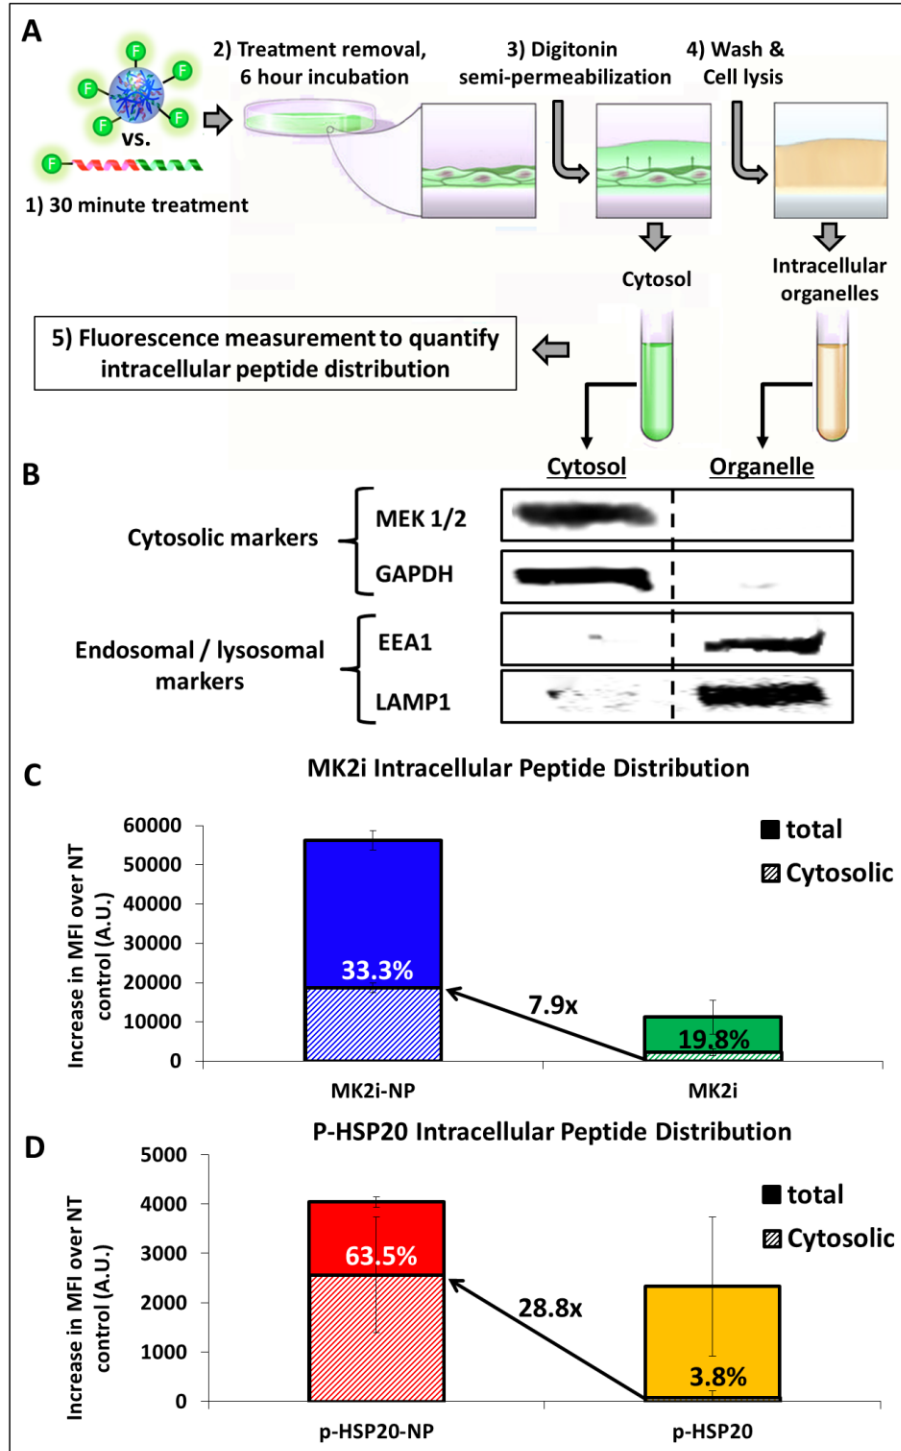 A
F
F
F
F
F
vs.
F
1) 30 minute treatment
2) Treatment removal,
6 hour incubation
3) Digitonin
semi-permeabilization
4) Wash &
Cell lysis
Cytosol
Intracellular
organelles
5) Fluorescence measurement to quantify
intracellular peptide distribution
B
Cytosol
Organelle
Cytosolic markers
MEK 1/2
GAPDH
Endosomal / lysosomal
markers
EEA1
LAMP1
C
MK2i Intracellular Peptide Distribution
Increase in MFI over NT
control (A.U.)
60000
50000
40000
30000
20000
10000
0
total
Cytosolic
33.3%
7.9x
19.8%
MK2i-NP
MK2i
D
P-HSP20 Intracellular Peptide Distribution
Increase in MFI over NT
control (A.U.)
5000
4000
3000
2000
1000
0
total
Cytosolic
63.5%
28.8x
3.8%
p-HSP20-NP
p-HSP20